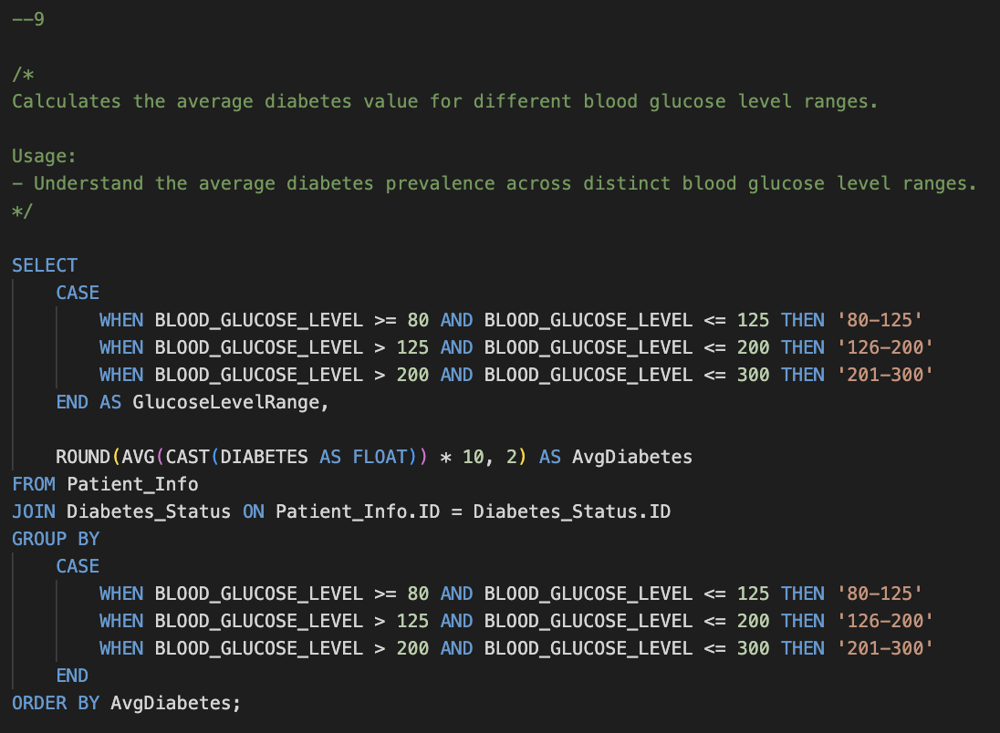 --9
/*
Calculates the average diabetes value for different blood glucose level ranges.
Usage:
- Understand the average diabetes prevalence across distinct blood glucose level ranges.
*/
SELECT
    CASE
        WHEN BLOOD_GLUCOSE_LEVEL >= 80 AND BLOOD_GLUCOSE_LEVEL <= 125 THEN '80-125'
        WHEN BLOOD_GLUCOSE_LEVEL > 125 AND BLOOD_GLUCOSE_LEVEL <= 200 THEN '126-200'
        WHEN BLOOD_GLUCOSE_LEVEL > 200 AND BLOOD_GLUCOSE_LEVEL <= 300 THEN '201-300'
    END AS GlucoseLevelRange,
    ROUND(AVG(CAST(DIABETES AS FLOAT)) * 10, 2) AS AvgDiabetes
FROM Patient_Info
JOIN Diabetes_Status ON Patient_Info.ID = Diabetes_Status.ID
GROUP BY
    CASE
        WHEN BLOOD_GLUCOSE_LEVEL >= 80 AND BLOOD_GLUCOSE_LEVEL <= 125 THEN '80-125'
        WHEN BLOOD_GLUCOSE_LEVEL > 125 AND BLOOD_GLUCOSE_LEVEL <= 200 THEN '126-200'
        WHEN BLOOD_GLUCOSE_LEVEL > 200 AND BLOOD_GLUCOSE_LEVEL <= 300 THEN '201-300'
    END
ORDER BY AvgDiabetes;